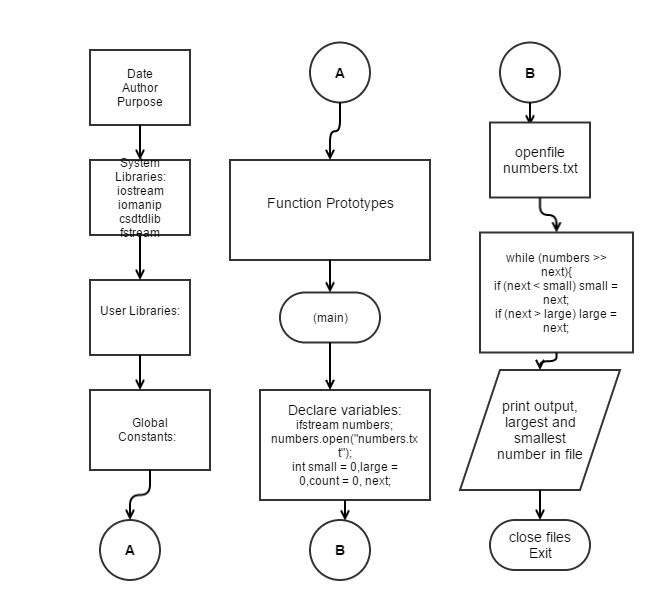 Date
Author
Purpose
System
Libraries:
iostream
iomanip
csdtdlib
fstream
User Libraries:
Global
Constants:
A
A
Function Prototypes
(main)
Declare variables:
ifstream numbers;
numbers.open("numbers.tx
t");
int small = 0,large =
0,count = 0, next;
B
B
openfile
numbers.txt
while (numbers >>
next){
if (next < small) small =
next;
if (next > large) large =
next;
print output,
largest and
smallest
number in file
close files
Exit